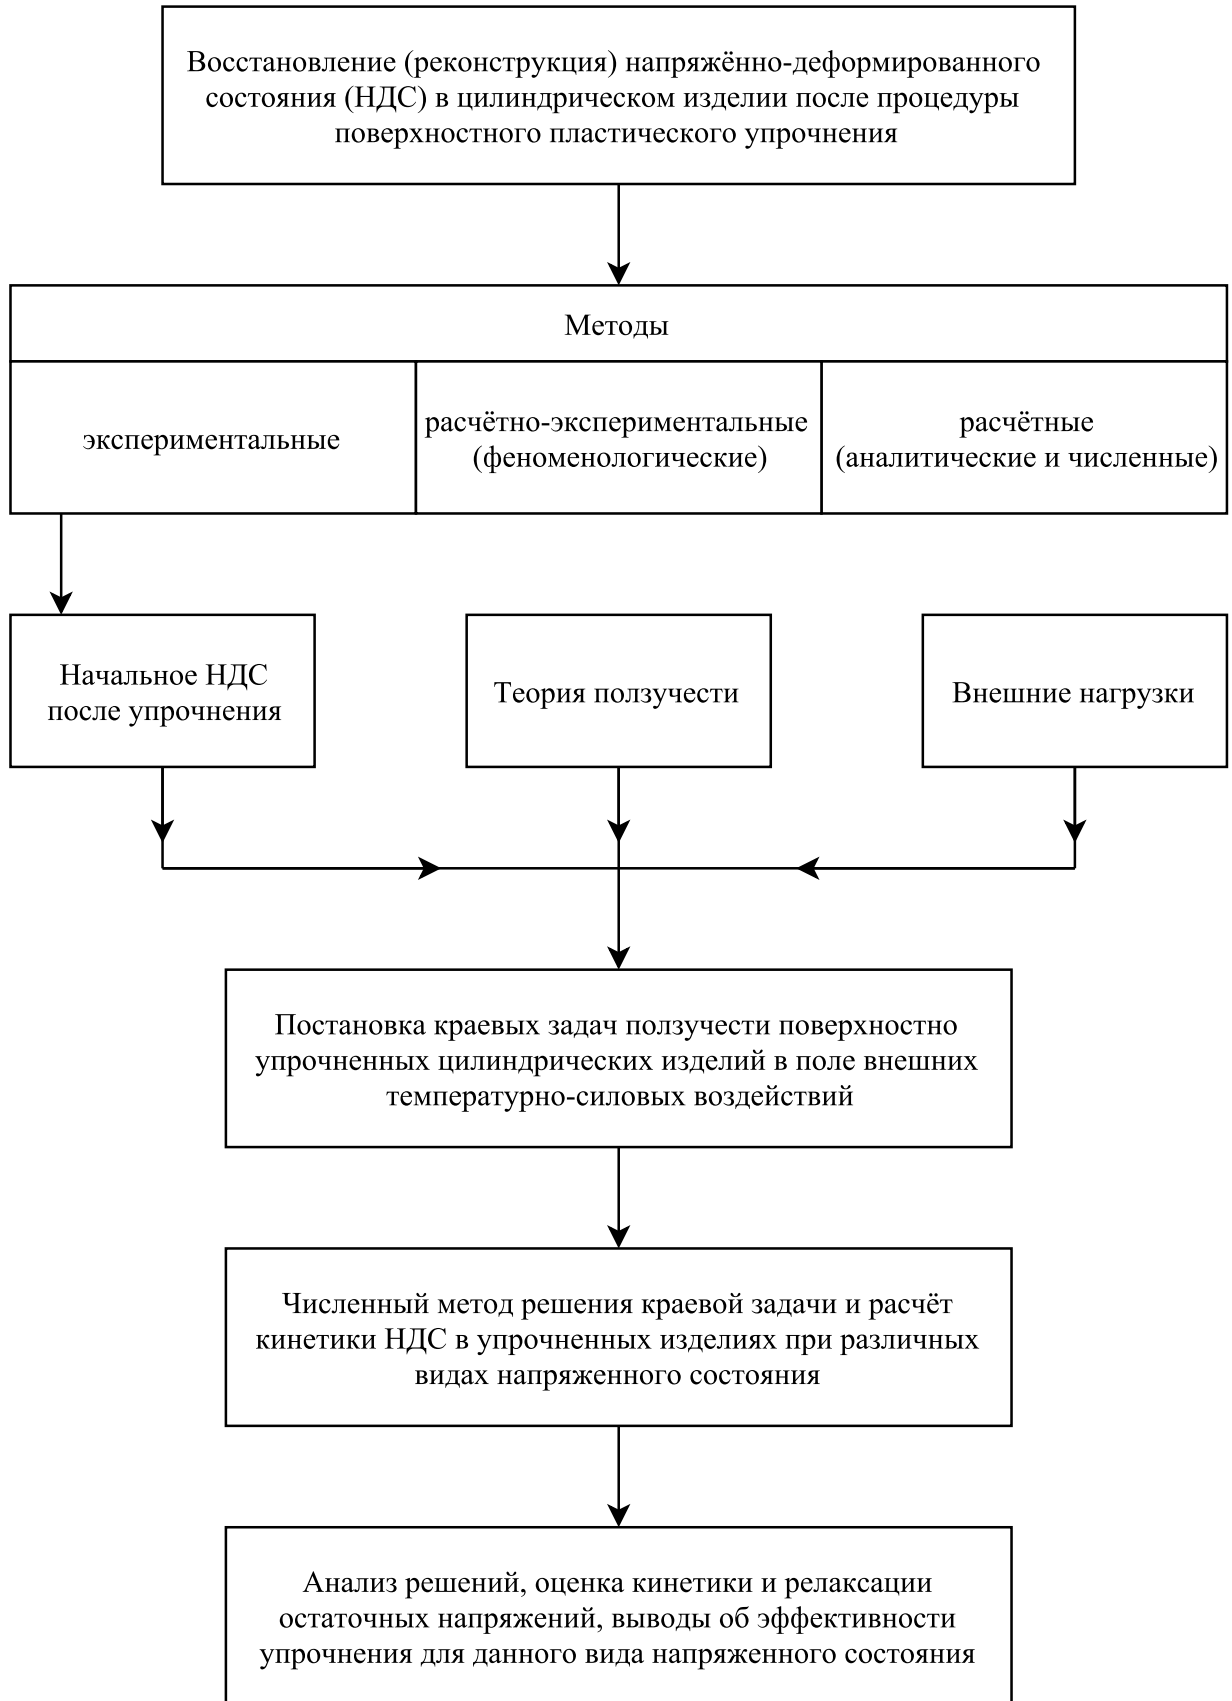 Восстановление (реконструкция) напряжённо-деформированного
состояния (НДС) в цилиндрическом изделии после процедуры
поверхностного пластического упрочнения
Методы
экспериментальные
расчётно-экспериментальные
(феноменологические)
расчётные
(аналитические и численные)
Начальное НДС
после упрочнения
Теория ползучести
Внешние нагрузки
Постановка краевых задач ползучести поверхностно
упрочненных цилиндрических изделий в поле внешних
температурно-силовых воздействий
Численный метод решения краевой задачи и расчёт
кинетики НДС в упрочненных изделиях при различных
видах напряженного состояния
Анализ решений, оценка кинетики и релаксации
остаточных напряжений, выводы об эффективности
упрочнения для данного вида напряженного состояния